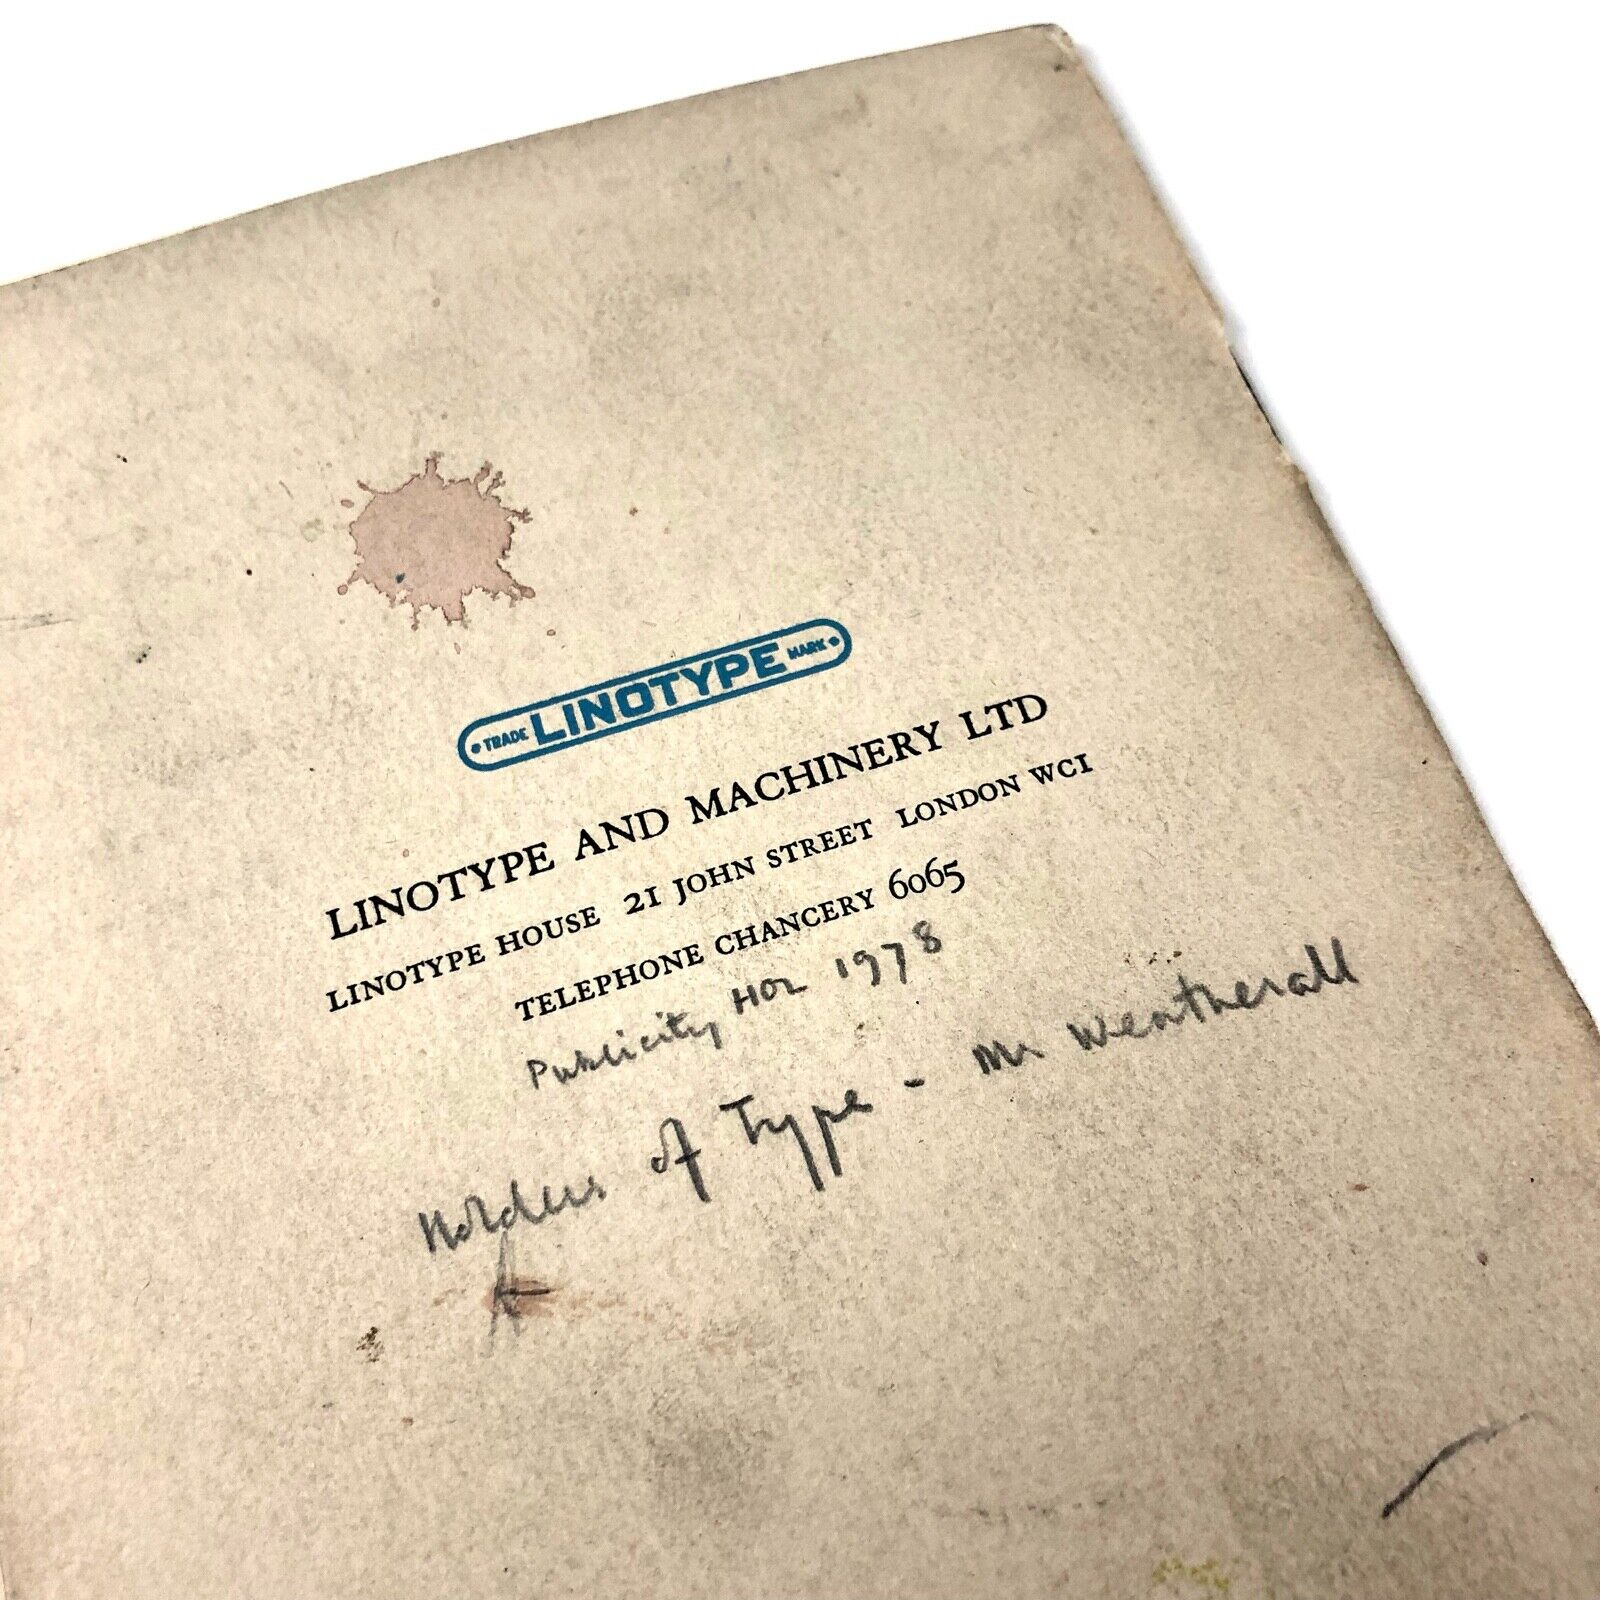 TRADE LINOTYPE MARK
LINOTYPE AND MACHINERY LTD
LINOTYPE HOUSE 21 JOHN STREET LONDON WC1
TELEPHONE CHANCERY 6065
Publicity HOL 1978
Holders of Type - Mr Weatherall